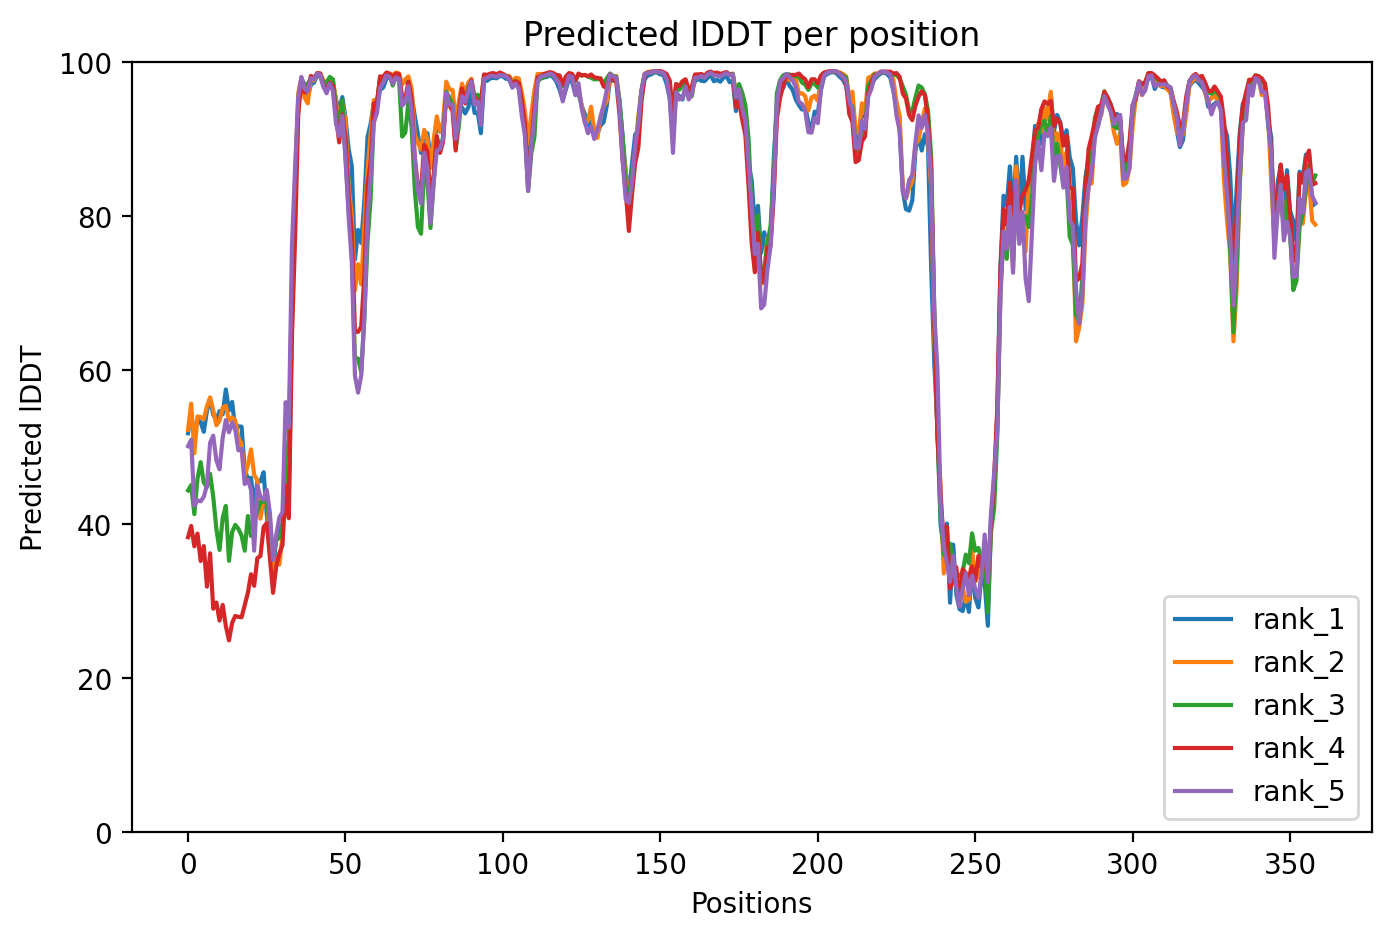 Predicted lDDT per position
100
80
60
40
20
0
Predicted lDDT
0 50 100 150 200 250 300 350
Positions
rank_1
rank_2
rank_3
rank_4
rank_5